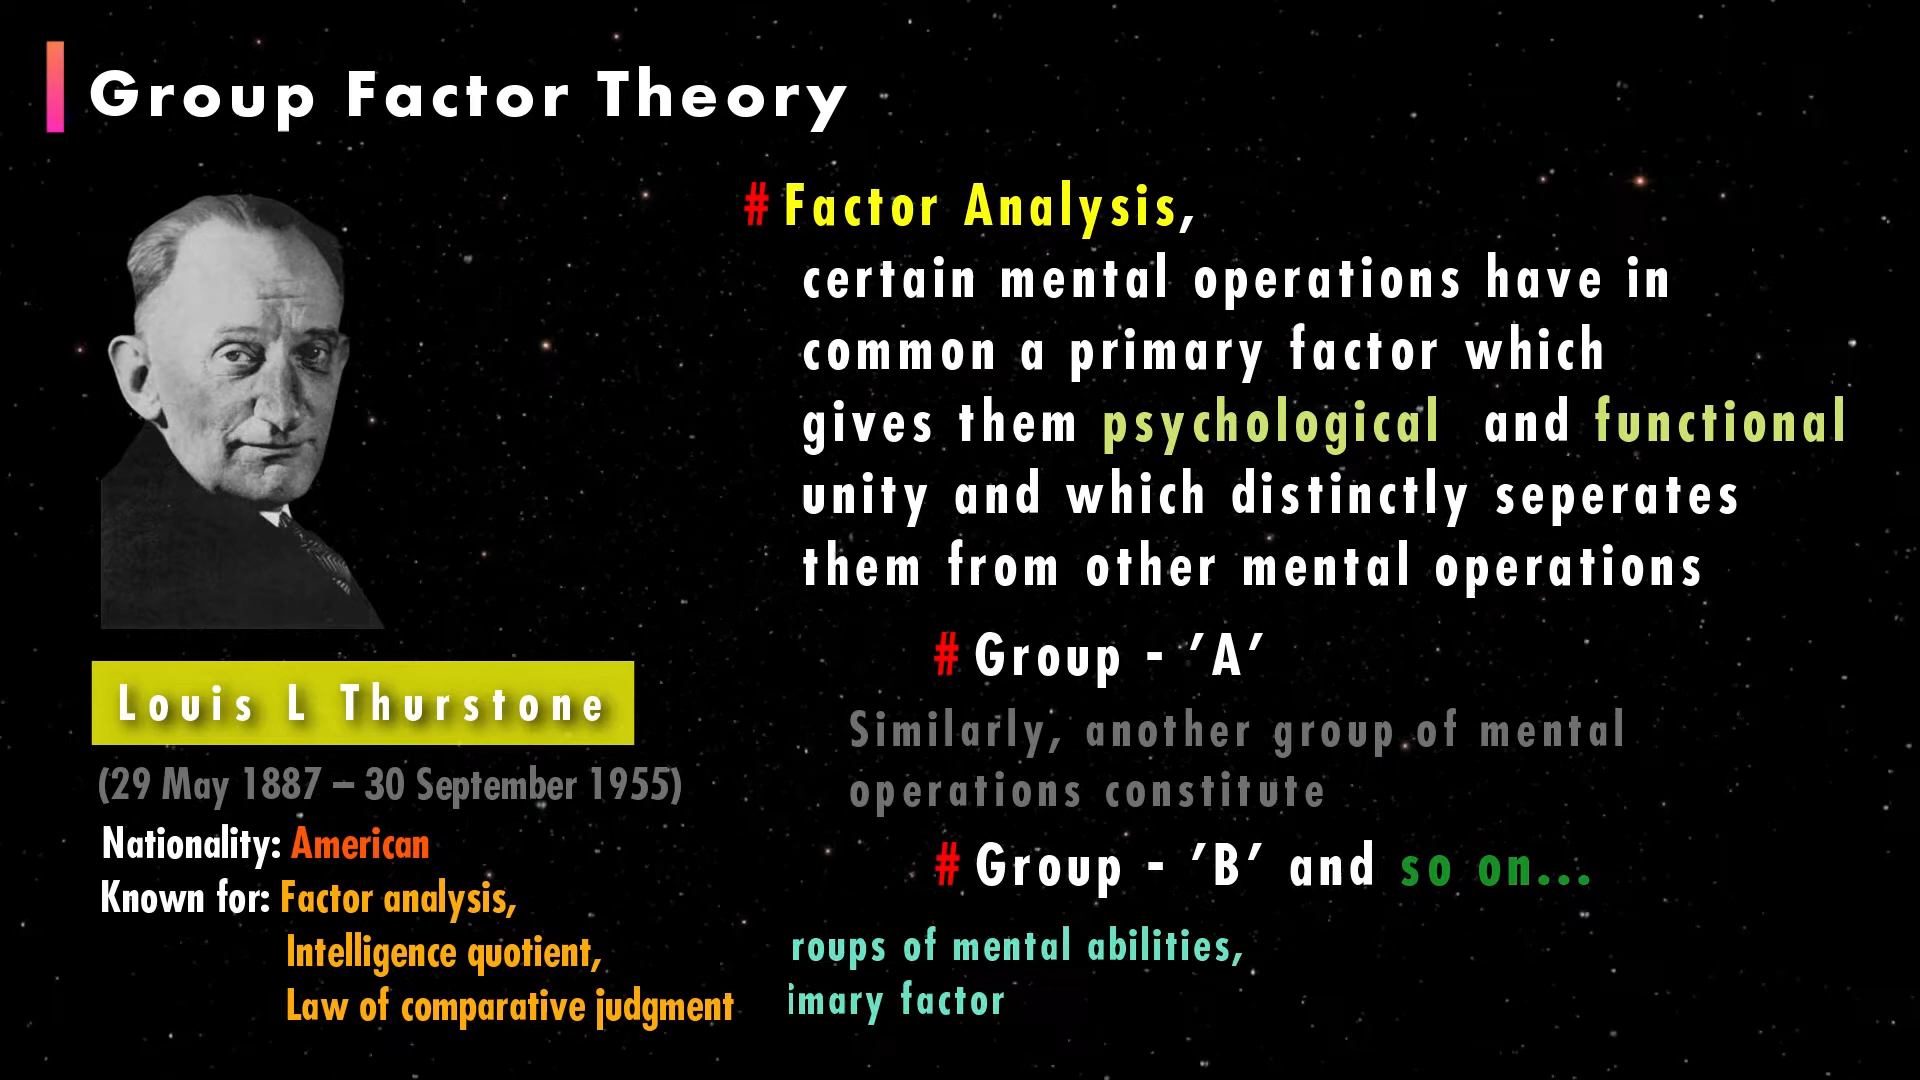 Group Factor Theory
# Factor Analysis,
certain mental operations have in
common a primary factor which
gives them psychological and functional
unity and which distinctly seperates
them from other mental operations
# Group - 'A'
Similarly, another group of mental
operations constitute
# Group - 'B' and so on...
roups of mental abilities,
imary factor
Louis L Thurstone
(29 May 1887 – 30 September 1955)
Nationality: American
Known for: Factor analysis,
Intelligence quotient,
Law of comparative judgment